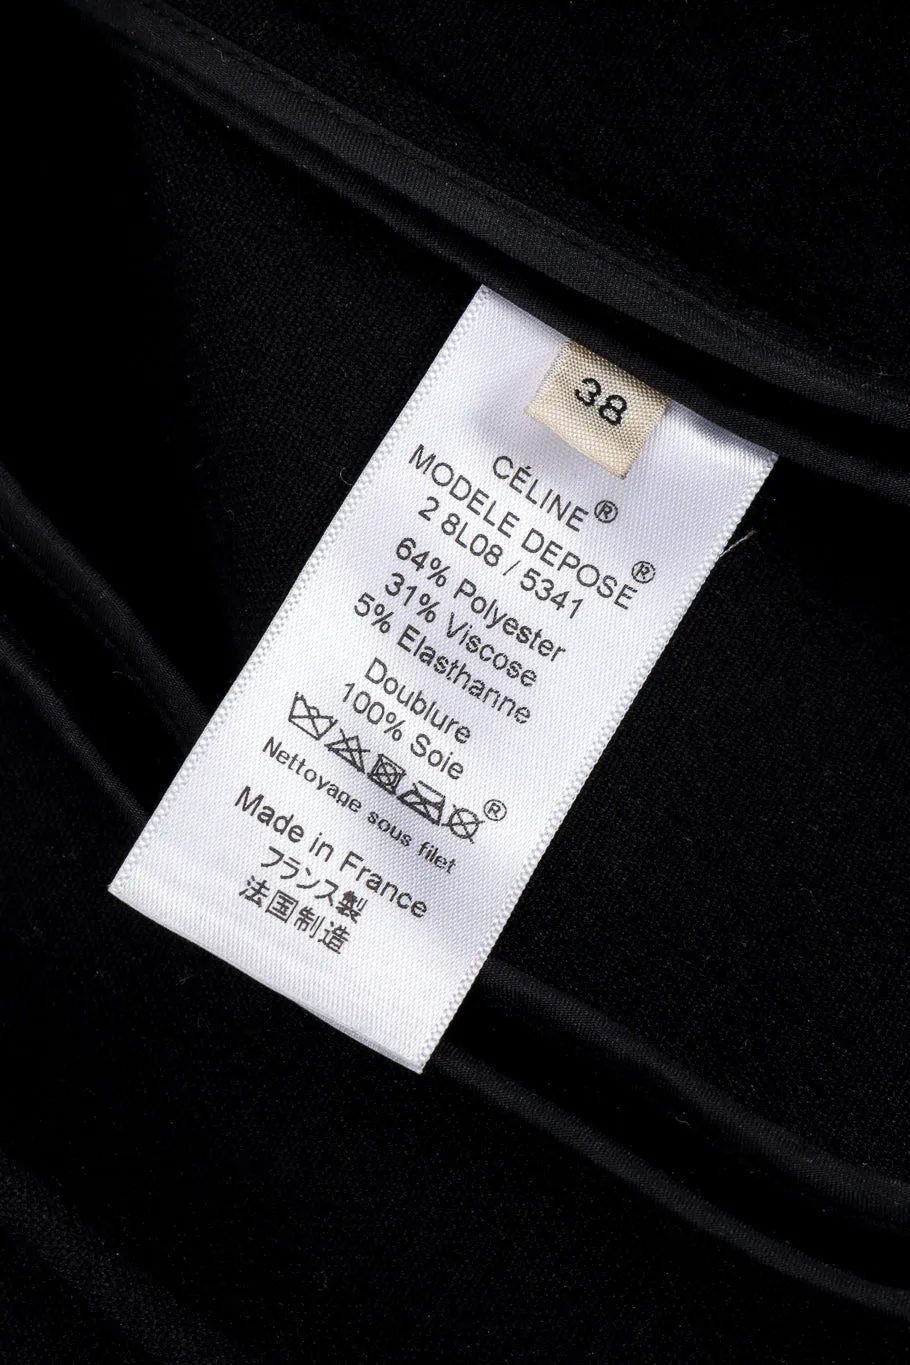 38
CÉLINE®
MODELE DEPOSE®
2 8L08 / 5341
64% Polyester
31% Viscose
5% Elasthanne
Doublure
100% Soie
®
Nettoyage sous filet
Made in France
フランス製
法国制造